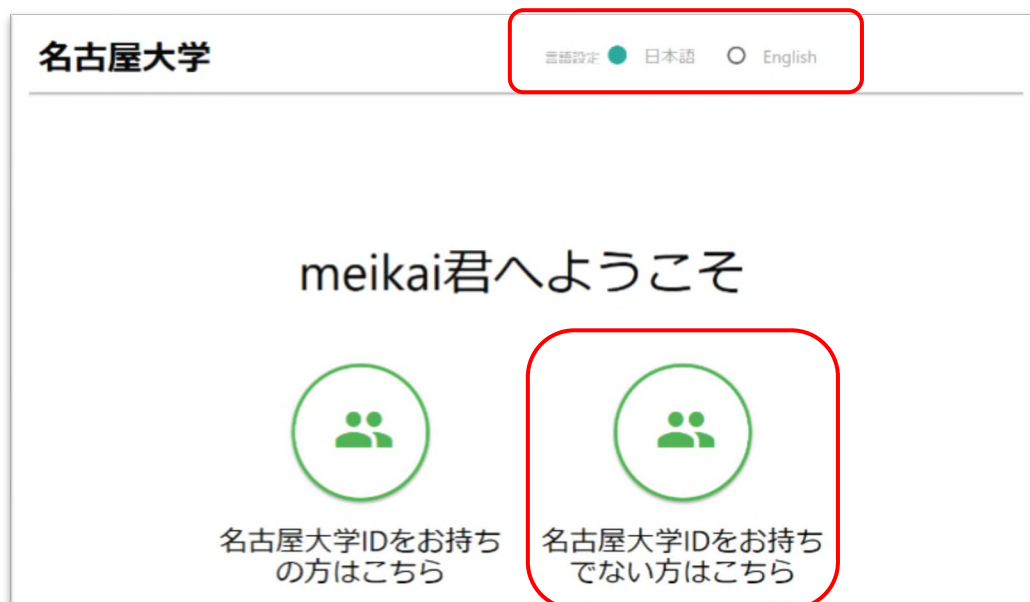 名古屋大学
言語設定 日本語 English
meikai君へようこそ
名古屋大学IDをお持ち
の方はこちら
名古屋大学IDをお持ち
でない方はこちら